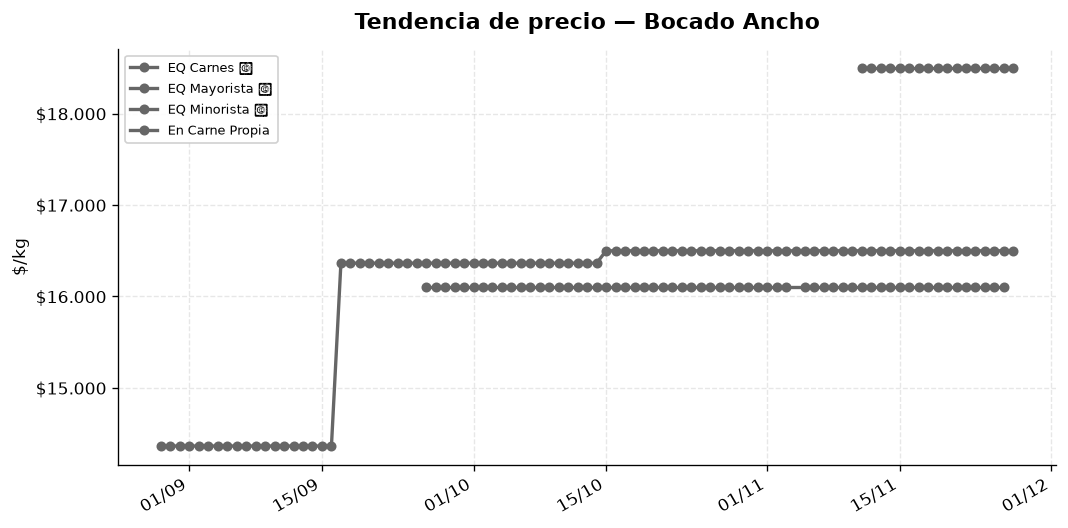 Tendencia de precio — Bocado Ancho
EQ Carnes
EQ Mayorista
EQ Minorista
En Carne Propia
$/kg
$18.000
$17.000
$16.000
$15.000
01/09
15/09
01/10
15/10
01/11
15/11
01/12